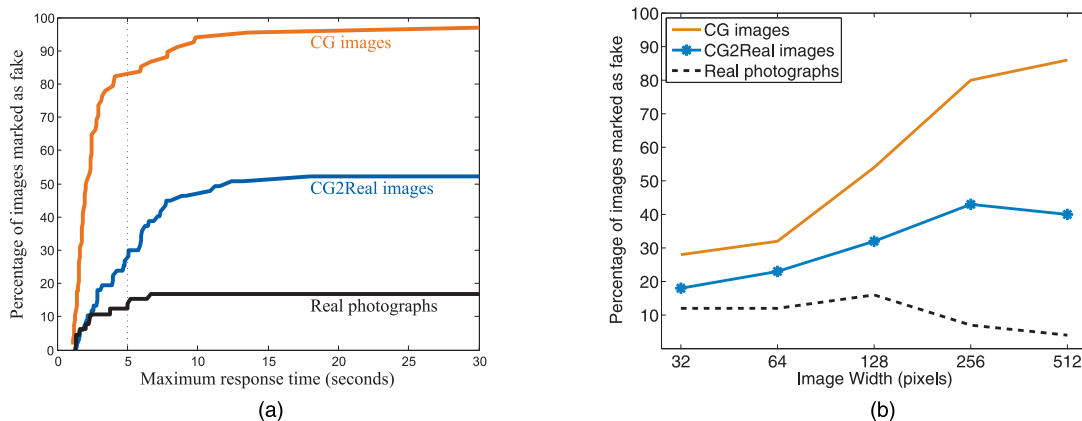 100
90
80
70
60
50
40
30
20
10
0
Percentage of images marked as fake
CG images
CG2Real images
Real photographs
0 5 10 15 20 25 30
Maximum response time (seconds)
(a)
100
90
80
70
60
50
40
30
20
10
Percentage of images marked as fake
CG images
CG2Real images
Real photographs
32 64 128 256 512
Image Width (pixels)
(b)